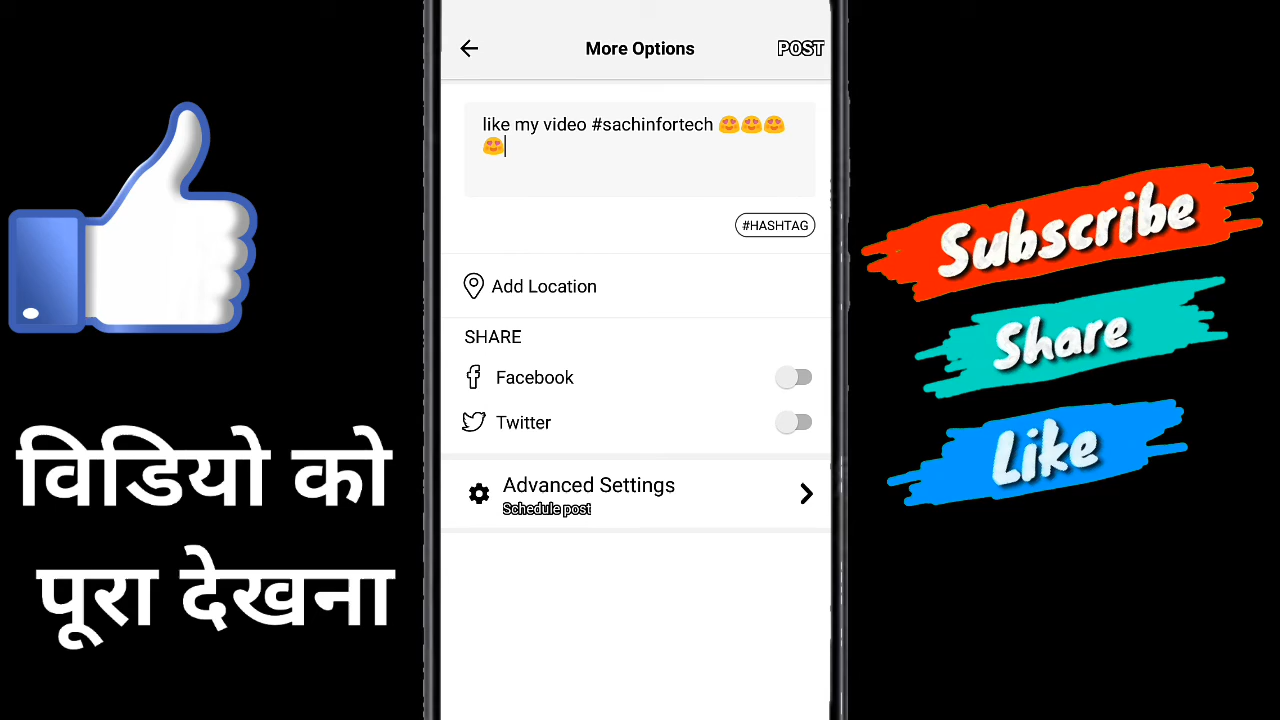 More Options
POST
like my video #sachinfortech 😍😍😍
😍
#HASHTAG
Add Location
SHARE
Facebook
Twitter
Advanced Settings
Schedule post
विडियो को
पूरा देखना
Subscribe
Share
Like